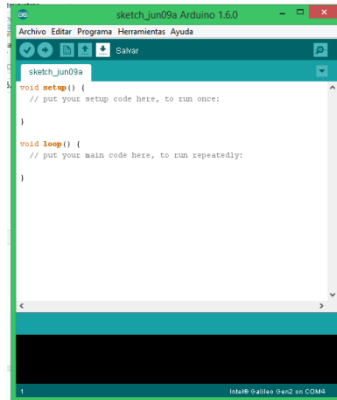 sketch_jun09a Arduino 1.6.0
Archivo Editar Programa Herramientas Ayuda
Salvar
sketch_jun09a
void setup() {
// put your setup code here, to run once:
}
void loop() {
// put your main code here, to run repeatedly:
}
1
Intel® Galileo Gen2 on COM4